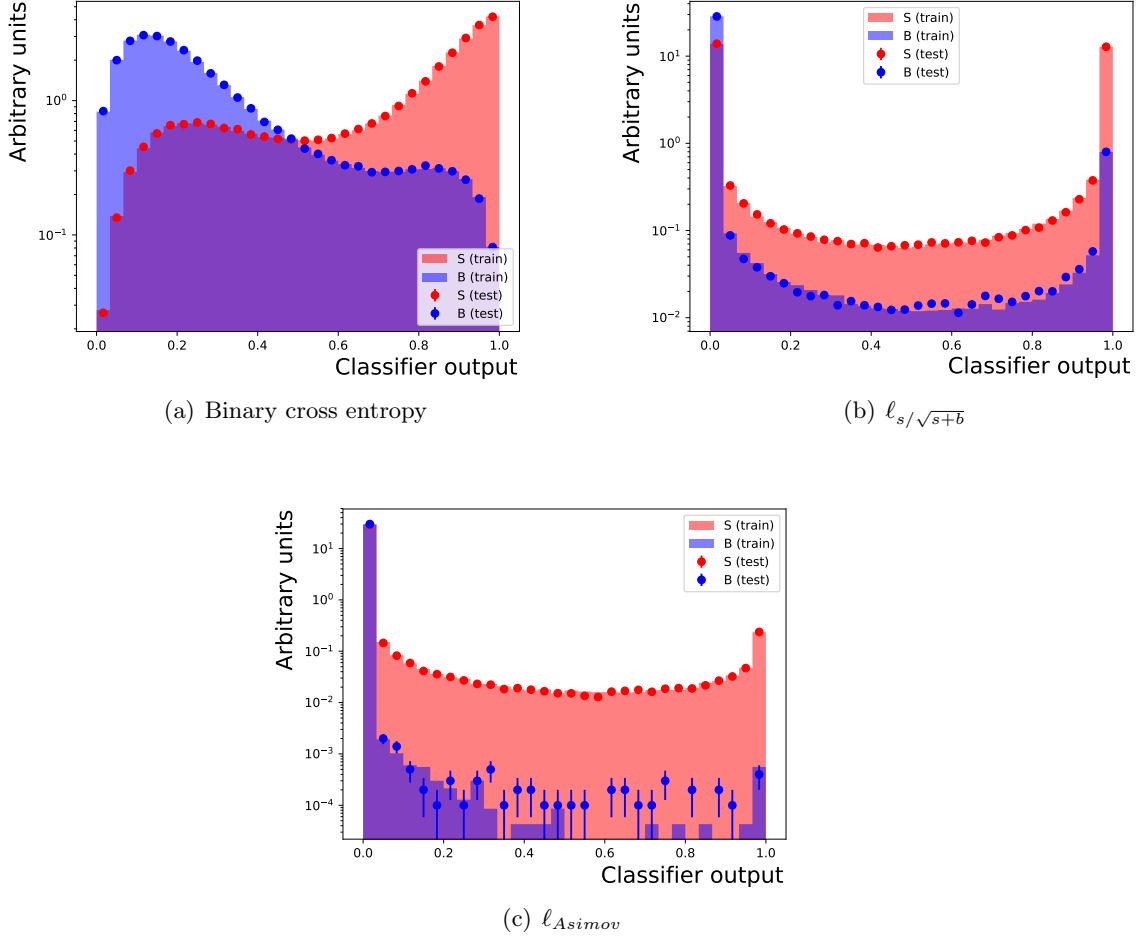 Arbitrary units
10^0
10^{-1}
S (train)
B (train)
S (test)
B (test)
0.0 0.2 0.4 0.6 0.8 1.0
Classifier output
(a) Binary cross entropy
Arbitrary units
10^1
10^0
10^{-1}
10^{-2}
S (train)
B (train)
S (test)
B (test)
0.0 0.2 0.4 0.6 0.8 1.0
Classifier output
(b) ℓ_{s/\sqrt{s+b}}
Arbitrary units
10^1
10^0
10^{-1}
10^{-2}
10^{-3}
10^{-4}
S (train)
B (train)
S (test)
B (test)
0.0 0.2 0.4 0.6 0.8 1.0
Classifier output
(c) ℓ_{Asimov}